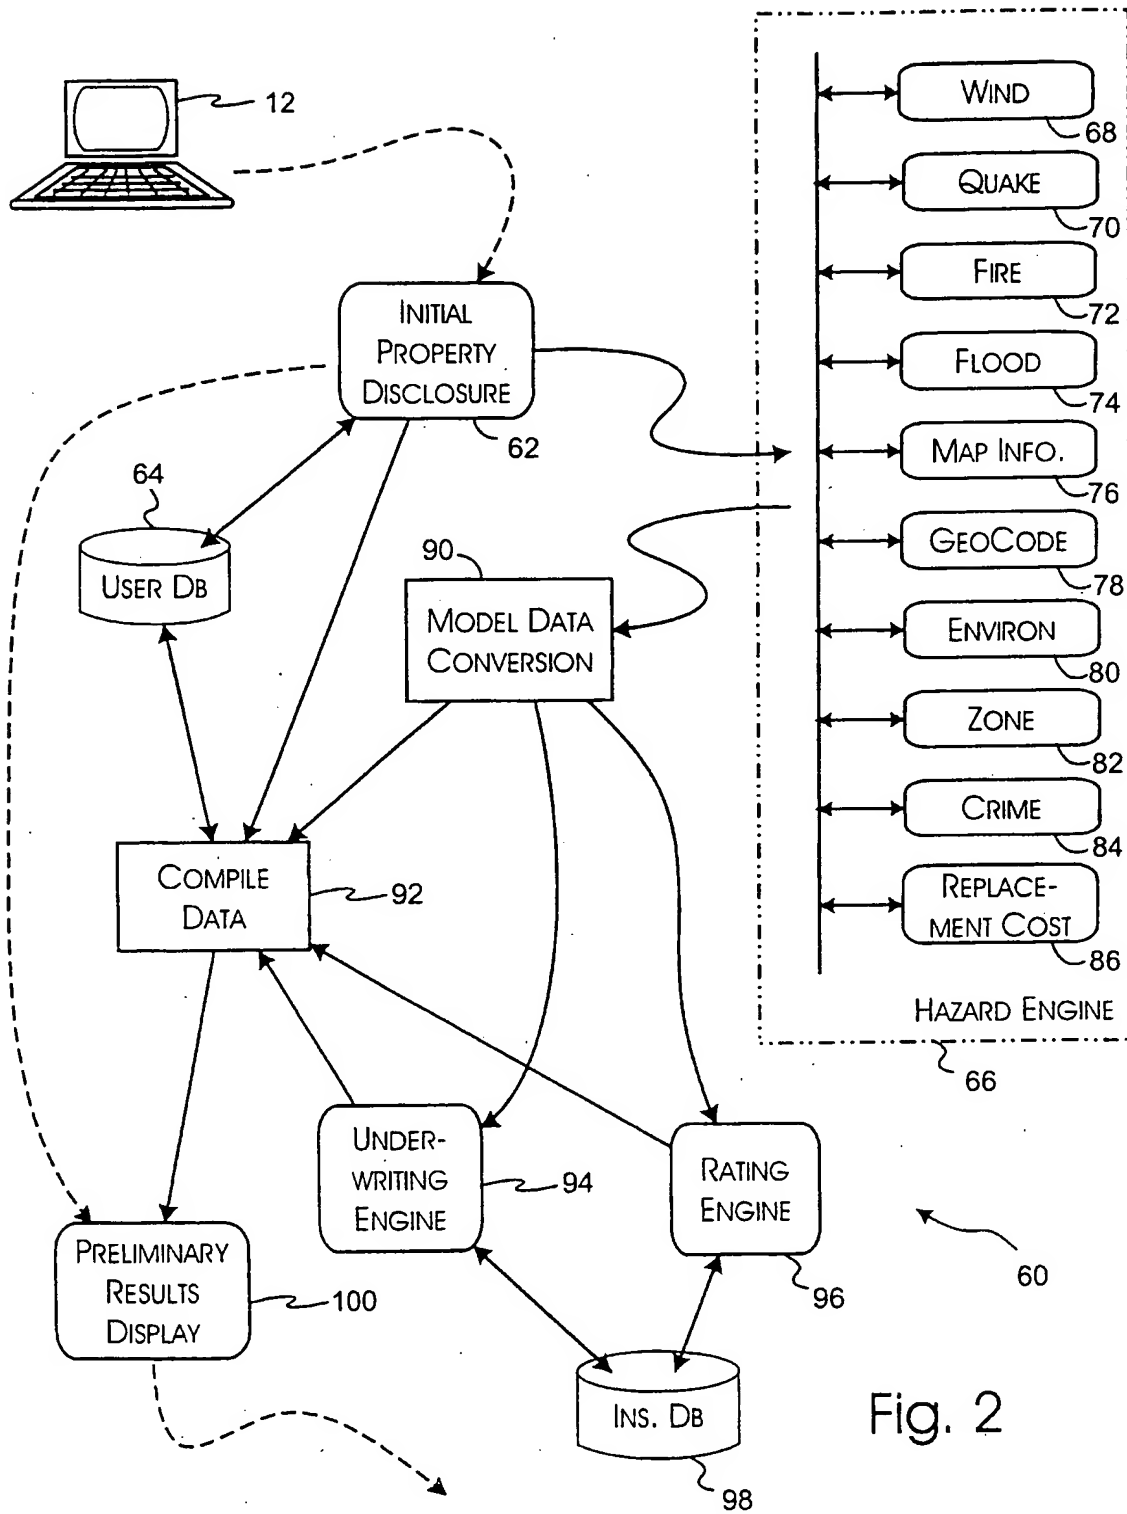 12
INITIAL
PROPERTY
DISCLOSURE
62
64
USER DB
90
MODEL DATA
CONVERSION
COMPILE
DATA
92
UNDER-
WRITING
ENGINE
94
RATING
ENGINE
96
PRELIMINARY
RESULTS
DISPLAY
100
INS. DB
98
WIND
68
QUAKE
70
FIRE
72
FLOOD
74
MAP INFO.
76
GEOCODE
78
ENVIRON
80
ZONE
82
CRIME
84
REPLACE-
MENT COST
86
HAZARD ENGINE
66
60
Fig. 2